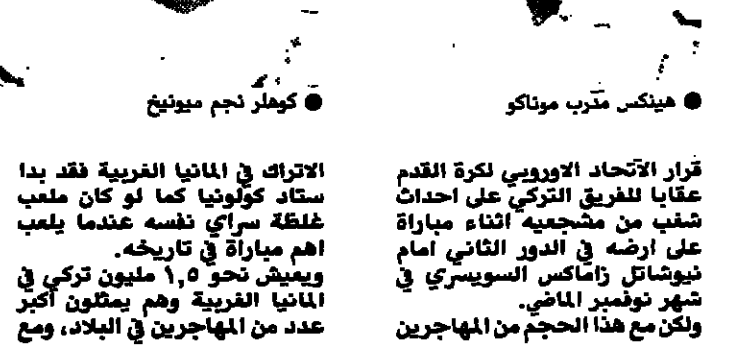 ● هينكس مدرب موناكو
قرار الاتحاد الاوروبي لكرة القدم
عقابا للفريق التركي على احداث
شغب من مشجعيه اثناء مباراة
على ارضه في الدور الثاني امام
نيوشاتل زاماكس السويسري في
شهر نوفمبر الماضي.
ولكن مع هذا الحجم من المهاجرين
● كوهلر نجم ميونيخ
الاتراك في المانيا الغربية فقد بدا
ستاد كولونيا كما لو كان ملعب
غلطة سراي نفسه عندما يلعب
اهم مباراة في تاريخه.
ويعيش نحو ١,٥ مليون تركي في
المانيا الغربية وهم يمثلون اكبر
عدد من المهاجرين في البلاد، ومع